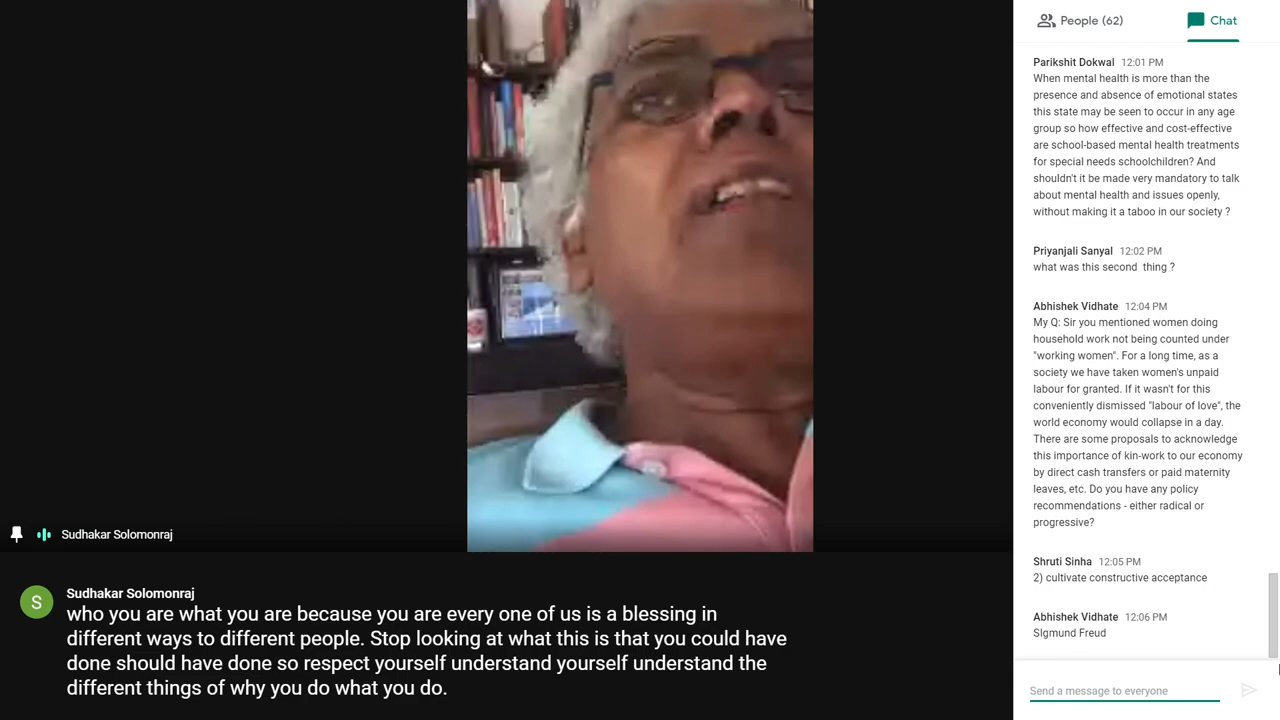 People (62)
Chat
Parikshit Dokwal 12:01 PM
When mental health is more than the
presence and absence of emotional states
this state may be seen to occur in any age
group so how effective and cost-effective
are school-based mental health treatments
for special needs schoolchildren? And
shouldn't it be made very mandatory to talk
about mental health and issues openly,
without making it a taboo in our society ?
Priyanjali Sanyal 12:02 PM
what was this second thing ?
Abhishek Vidhate 12:04 PM
My Q: Sir you mentioned women doing
household work not being counted under
"working women". For a long time, as a
society we have taken women's unpaid
labour for granted. If it wasn't for this
conveniently dismissed "labour of love", the
world economy would collapse in a day.
There are some proposals to acknowledge
this importance of kin-work to our economy
by direct cash transfers or paid maternity
leaves, etc. Do you have any policy
recommendations - either radical or
progressive?
Shruti Sinha 12:05 PM
2) cultivate constructive acceptance
Abhishek Vidhate 12:06 PM
SIgmund Freud
Send a message to everyone
Sudhakar Solomonraj
S
Sudhakar Solomonraj
who you are what you are because you are every one of us is a blessing in
different ways to different people. Stop looking at what this is that you could have
done should have done so respect yourself understand yourself understand the
different things of why you do what you do.